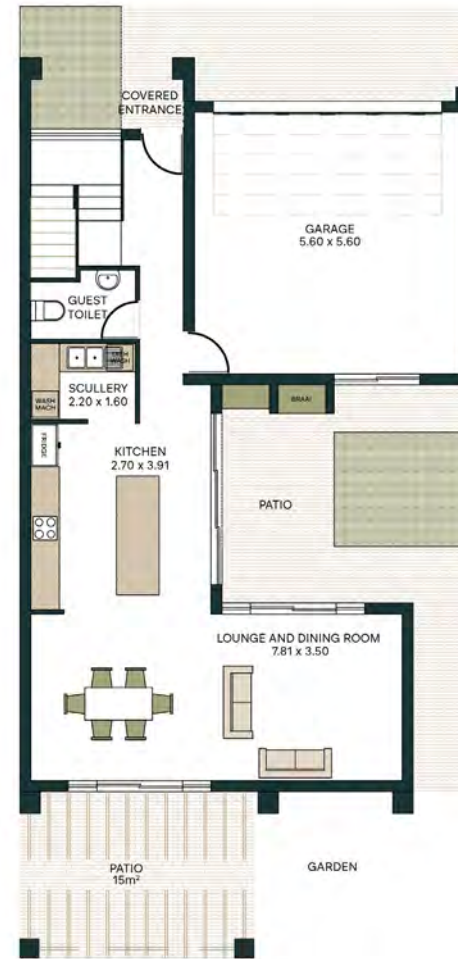 COVERED
ENTRANCE
GARAGE
5.60 x 5.60
GUEST
TOILET
DISH
WASH
SCULLERY
2.20 x 1.60
WASH
MACH
FRIDGE
KITCHEN
2.70 x 3.91
BRAAI
PATIO
LOUNGE AND DINING ROOM
7.81 x 3.50
PATIO
15m²
GARDEN